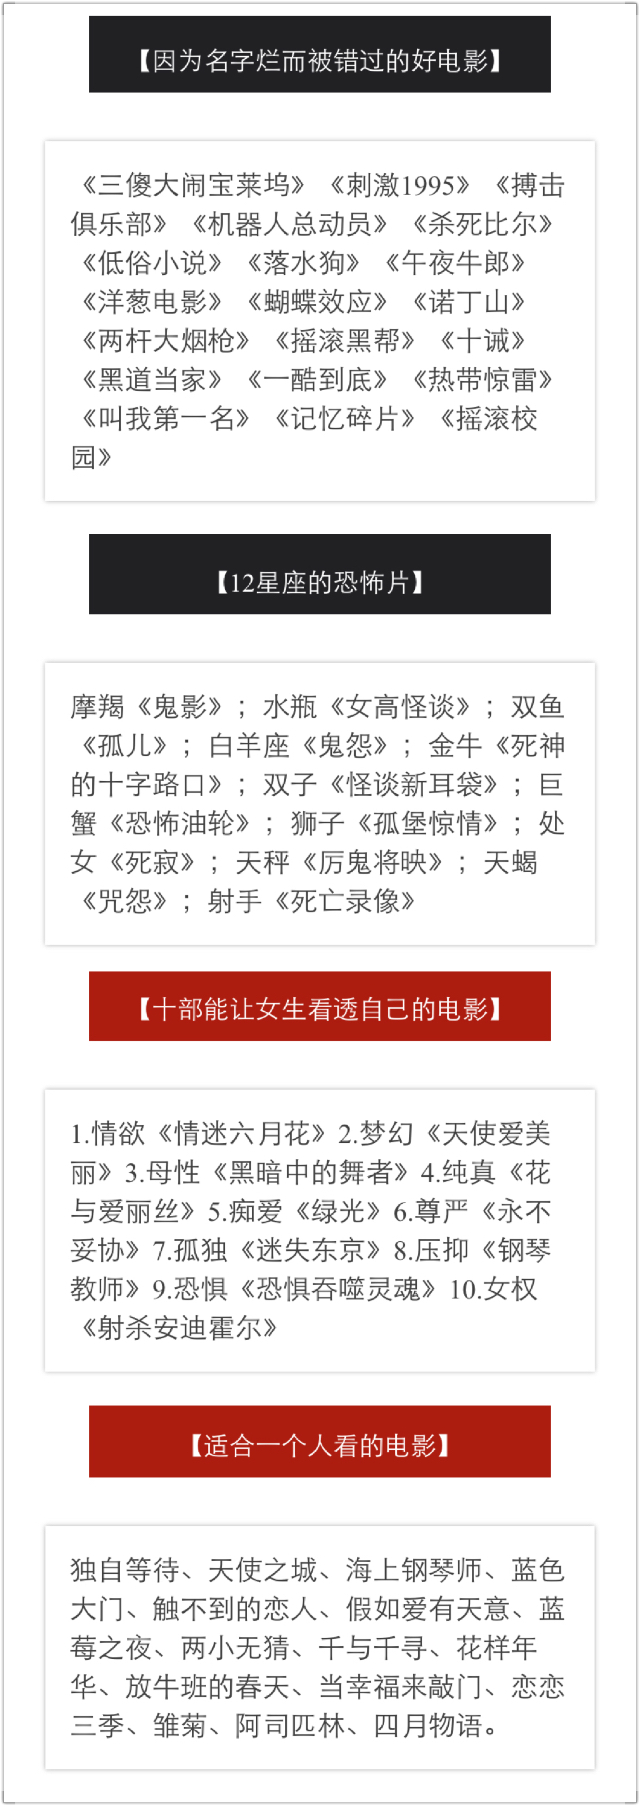 【因为名字烂而被错过的好电影】
《三傻大闹宝莱坞》《刺激1995》《搏击
俱乐部》《机器人总动员》《杀死比尔》
《低俗小说》《落水狗》《午夜牛郎》
《洋葱电影》《蝴蝶效应》《诺丁山》
《两杆大烟枪》《摇滚黑帮》《十诫》
《黑道当家》《一酷到底》《热带惊雷》
《叫我第一名》《记忆碎片》《摇滚校
园》
【12星座的恐怖片】
摩羯《鬼影》；水瓶《女高怪谈》；双鱼
《孤儿》；白羊座《鬼怨》；金牛《死神
的十字路口》；双子《怪谈新耳袋》；巨
蟹《恐怖油轮》；狮子《孤堡惊情》；处
女《死寂》；天秤《厉鬼将映》；天蝎
《咒怨》；射手《死亡录像》
【十部能让女生看透自己的电影】
1.情欲《情迷六月花》2.梦幻《天使爱美
丽》3.母性《黑暗中的舞者》4.纯真《花
与爱丽丝》5.痴爱《绿光》6.尊严《永不
妥协》7.孤独《迷失东京》8.压抑《钢琴
教师》9.恐惧《恐惧吞噬灵魂》10.女权
《射杀安迪霍尔》
【适合一个人看的电影】
独自等待、天使之城、海上钢琴师、蓝色
大门、触不到的恋人、假如爱有天意、蓝
莓之夜、两小无猜、千与千寻、花样年
华、放牛班的春天、当幸福来敲门、恋恋
三季、雏菊、阿司匹林、四月物语。